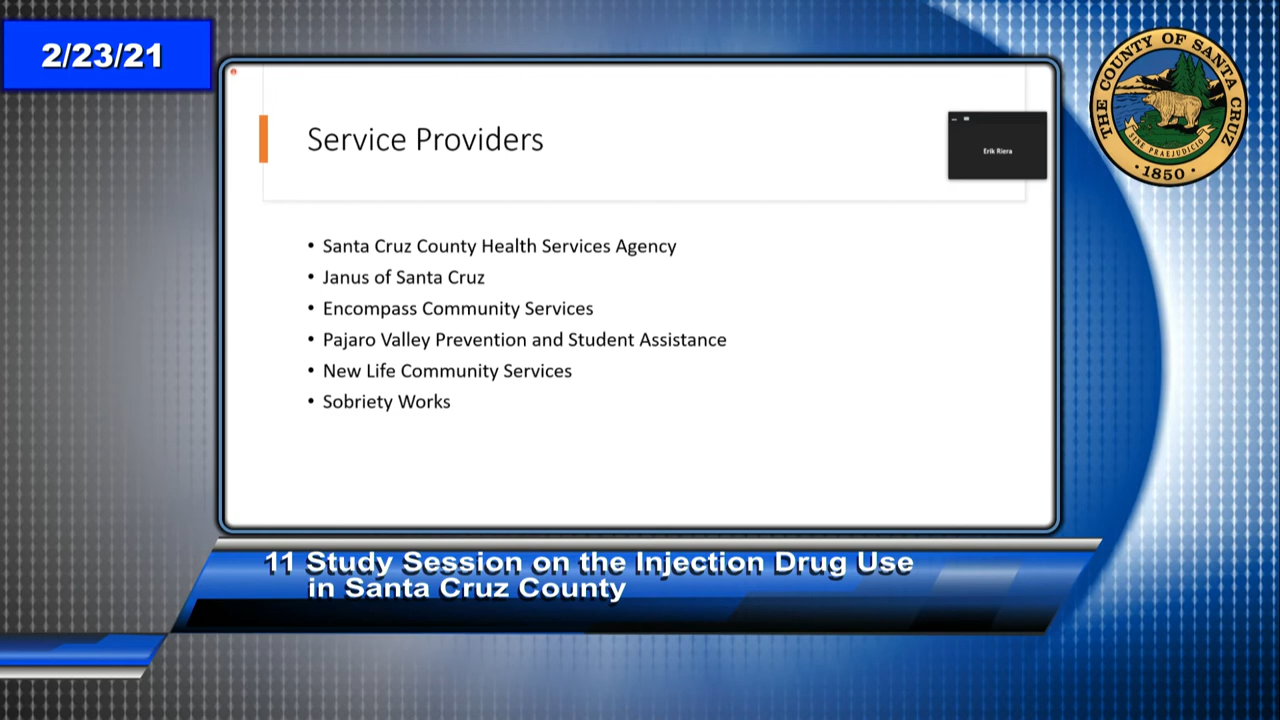 2/23/21
THE COUNTY OF SANTA CRUZ
SINE PRAEJUDICIO
• 1850 •
Service Providers
Erik Riera
• Santa Cruz County Health Services Agency
• Janus of Santa Cruz
• Encompass Community Services
• Pajaro Valley Prevention and Student Assistance
• New Life Community Services
• Sobriety Works
11 Study Session on the Injection Drug Use
in Santa Cruz County